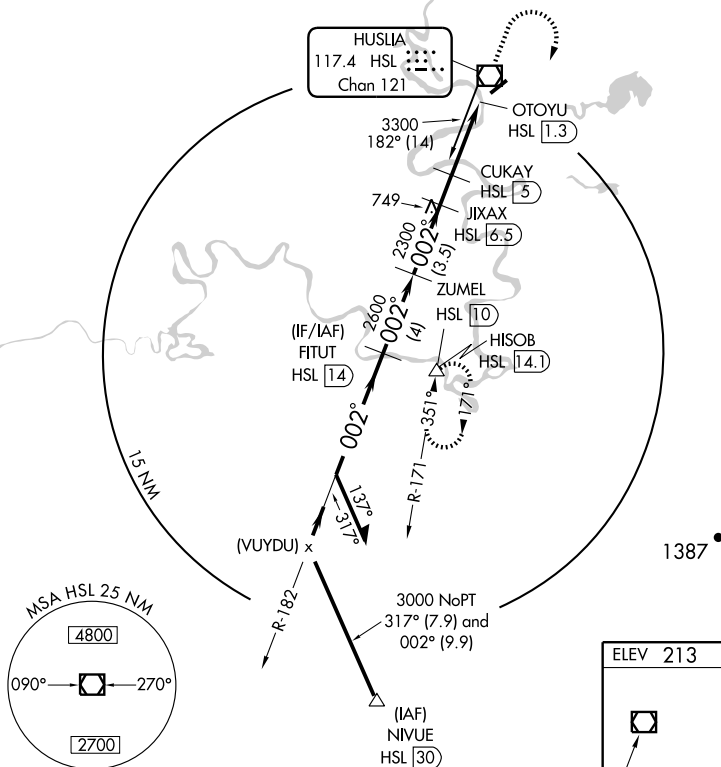 HUSLIA
117.4 HSL
Chan 121
OTOYU
HSL 1.3
3300
182° (14)
CUKAY
HSL 5
749
JIXAX
HSL 6.5
2300
002°
(3.5)
ZUMEL
HSL 10
2600
002°
(4)
(IF/IAF)
FITUT
HSL 14
HISOB
HSL 14.1
351°
171°
002°
15 NM
R-171
137°
317°
(VUYDU) x
1387
R-182
3000 NoPT
317° (7.9) and
002° (9.9)
MSA HSL 25 NM
4800
090°
270°
2700
(IAF)
NIVUE
HSL 30
ELEV 213